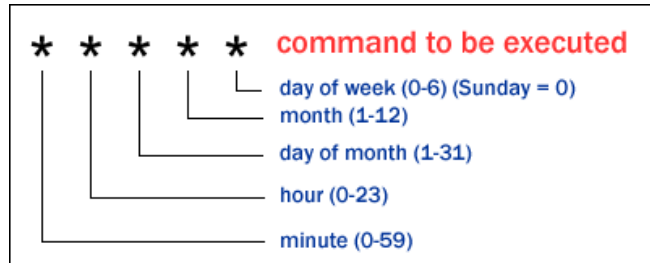 * * * * * command to be executed
day of week (0-6) (Sunday = 0)
month (1-12)
day of month (1-31)
hour (0-23)
minute (0-59)